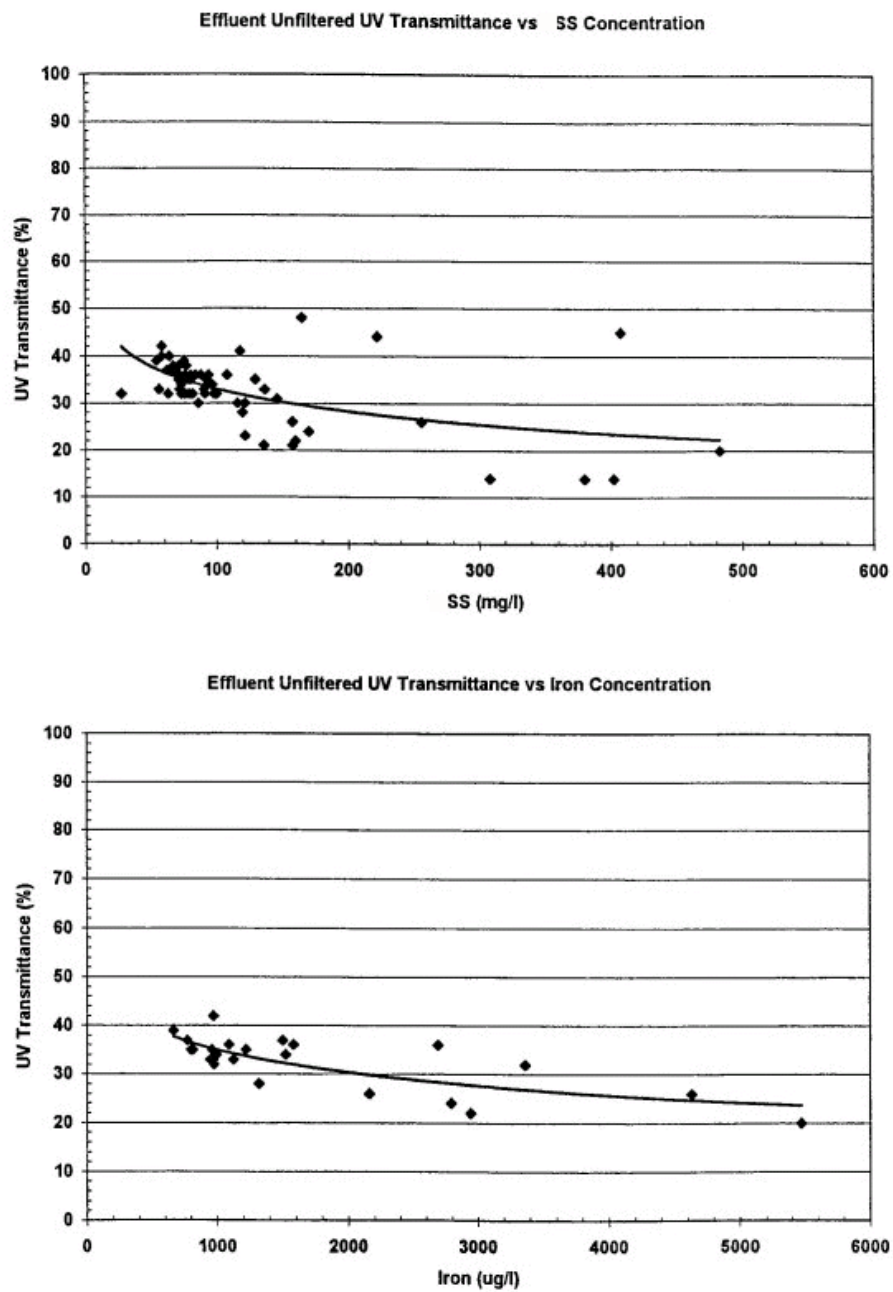 Effluent Unfiltered UV Transmittance vs SS Concentration
100
90
80
70
60
50
40
30
20
10
0
UV Transmittance (%)
0 100 200 300 400 500 600
SS (mg/l)
Effluent Unfiltered UV Transmittance vs Iron Concentration
100
90
80
70
60
50
40
30
20
10
0
UV Transmittance (%)
0 1000 2000 3000 4000 5000 6000
Iron (ug/l)